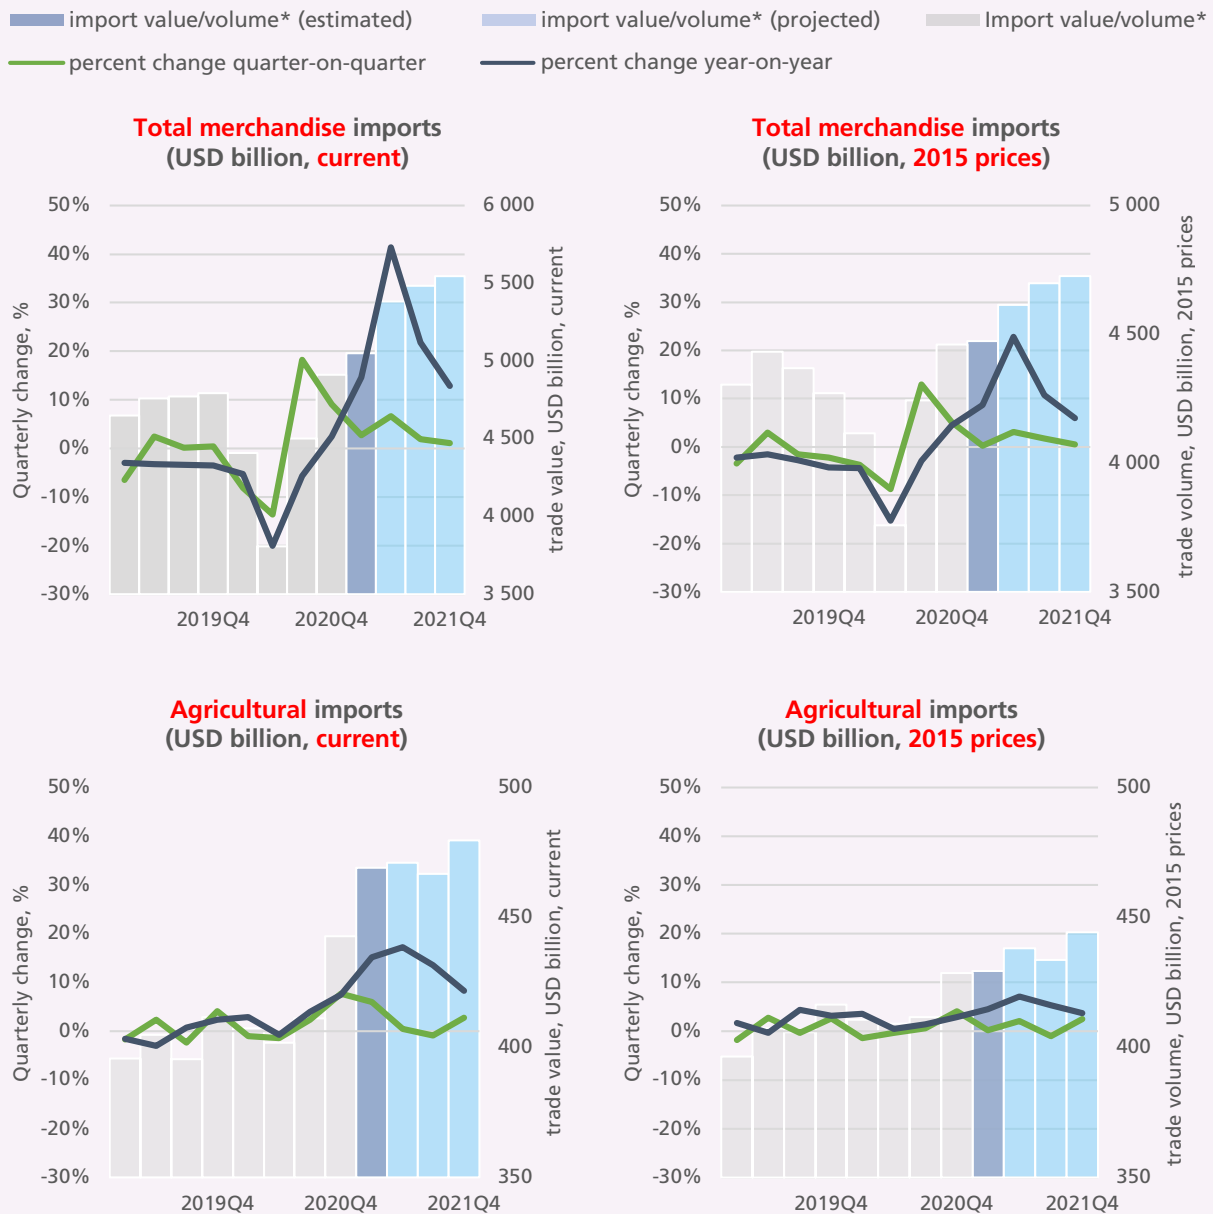 import value/volume* (estimated)
import value/volume* (projected)
Import value/volume*
percent change quarter-on-quarter
percent change year-on-year
Total merchandise imports
(USD billion, current)
50%
40%
30%
20%
10%
0%
-10%
-20%
-30%
Quarterly change, %
6 000
5 500
5 000
4 500
4 000
3 500
trade value, USD billion, current
2019Q4
2020Q4
2021Q4
Total merchandise imports
(USD billion, 2015 prices)
50%
40%
30%
20%
10%
0%
-10%
-20%
-30%
Quarterly change, %
5 000
4 500
4 000
3 500
trade volume, USD billion, 2015 prices
2019Q4
2020Q4
2021Q4
Agricultural imports
(USD billion, current)
50%
40%
30%
20%
10%
0%
-10%
-20%
-30%
Quarterly change, %
500
450
400
350
trade value, USD billion, current
2019Q4
2020Q4
2021Q4
Agricultural imports
(USD billion, 2015 prices)
50%
40%
30%
20%
10%
0%
-10%
-20%
-30%
Quarterly change, %
500
450
400
350
trade volume, USD billion, 2015 prices
2019Q4
2020Q4
2021Q4